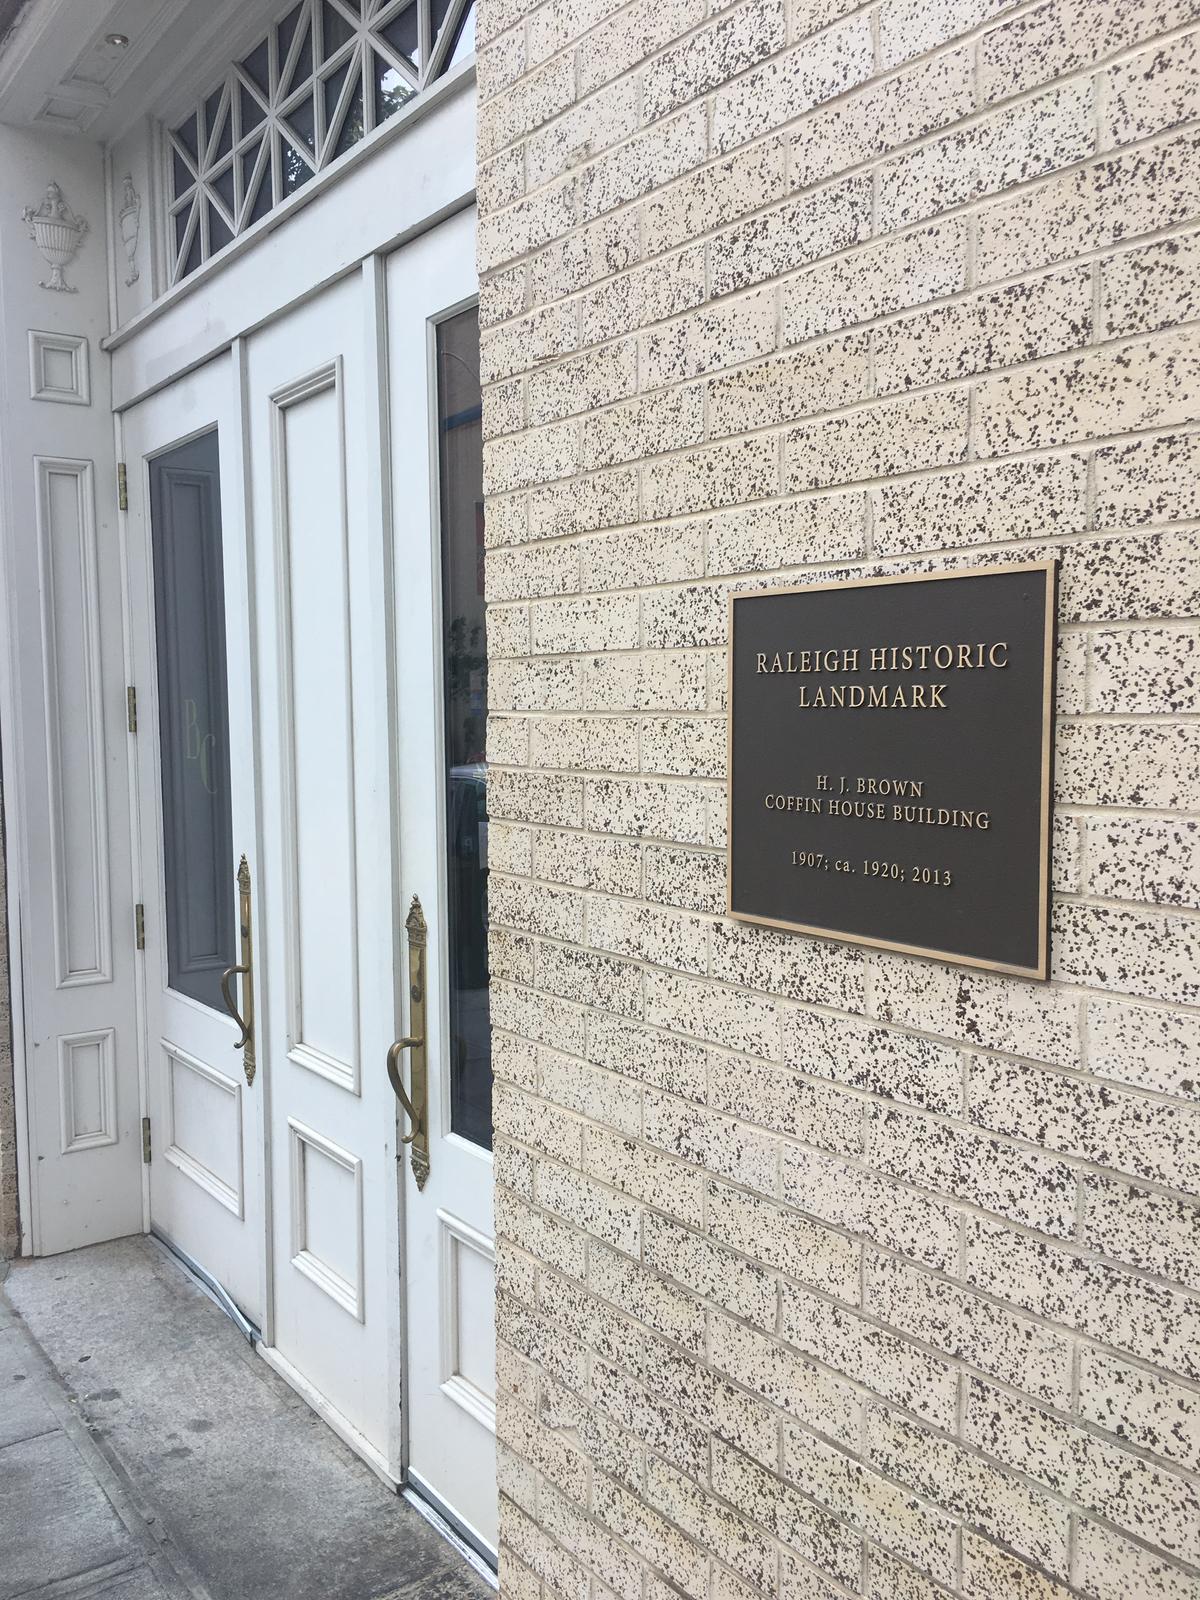 B
C
RALEIGH HISTORIC
LANDMARK
H. J. BROWN
COFFIN HOUSE BUILDING
1907; ca. 1920; 2013